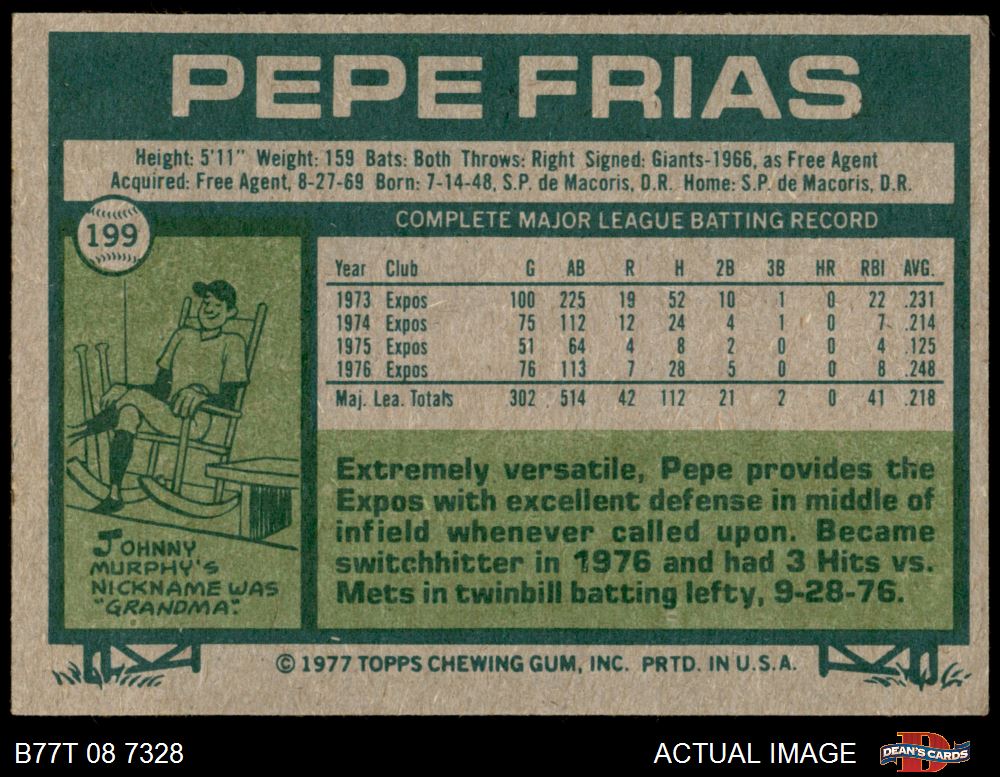 PEPE FRIAS
Height: 5'11" Weight: 159 Bats: Both Throws: Right Signed: Giants-1966, as Free Agent
Acquired: Free Agent, 8-27-69 Born: 7-14-48, S.P. de Macoris, D.R. Home: S.P. de Macoris, D.R.
199
COMPLETE MAJOR LEAGUE BATTING RECORD
Year Club G AB R H 2B 3B HR RBI AVG.
1973 Expos 100 225 19 52 10 1 0 22 .231
1974 Expos 75 112 12 24 4 1 0 7 .214
1975 Expos 51 64 4 8 2 0 0 4 .125
1976 Expos 76 113 7 28 5 0 0 8 .248
Maj. Lea. Totals 302 514 42 112 21 2 0 41 .218
Extremely versatile, Pepe provides the
Expos with excellent defense in middle of
infield whenever called upon. Became
switchhitter in 1976 and had 3 Hits vs.
Mets in twinbill batting lefty, 9-28-76.
JOHNNY
MURPHY'S
NICKNAME WAS
"GRANDMA".
© 1977 TOPPS CHEWING GUM, INC. PRTD. IN U.S.A.
B77T 08 7328
ACTUAL IMAGE
DEAN'S CARDS